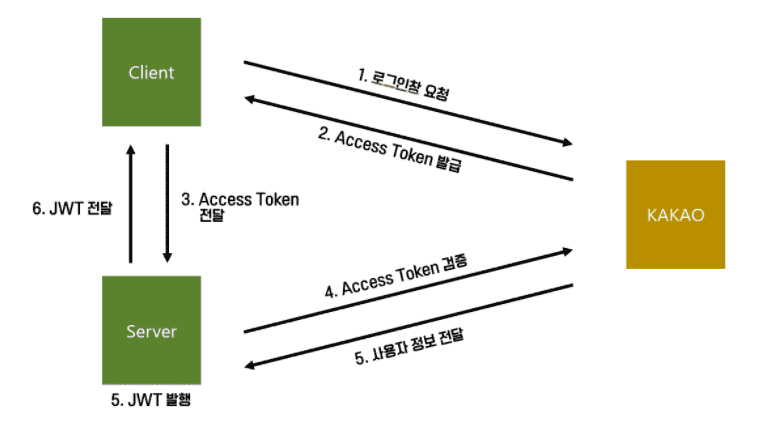 Client
1. 로그인창 요청
2. Access Token 발급
KAKAO
6. JWT 전달
3. Access Token
전달
4. Access Token 검증
Server
5. 사용자 정보 전달
5. JWT 발행